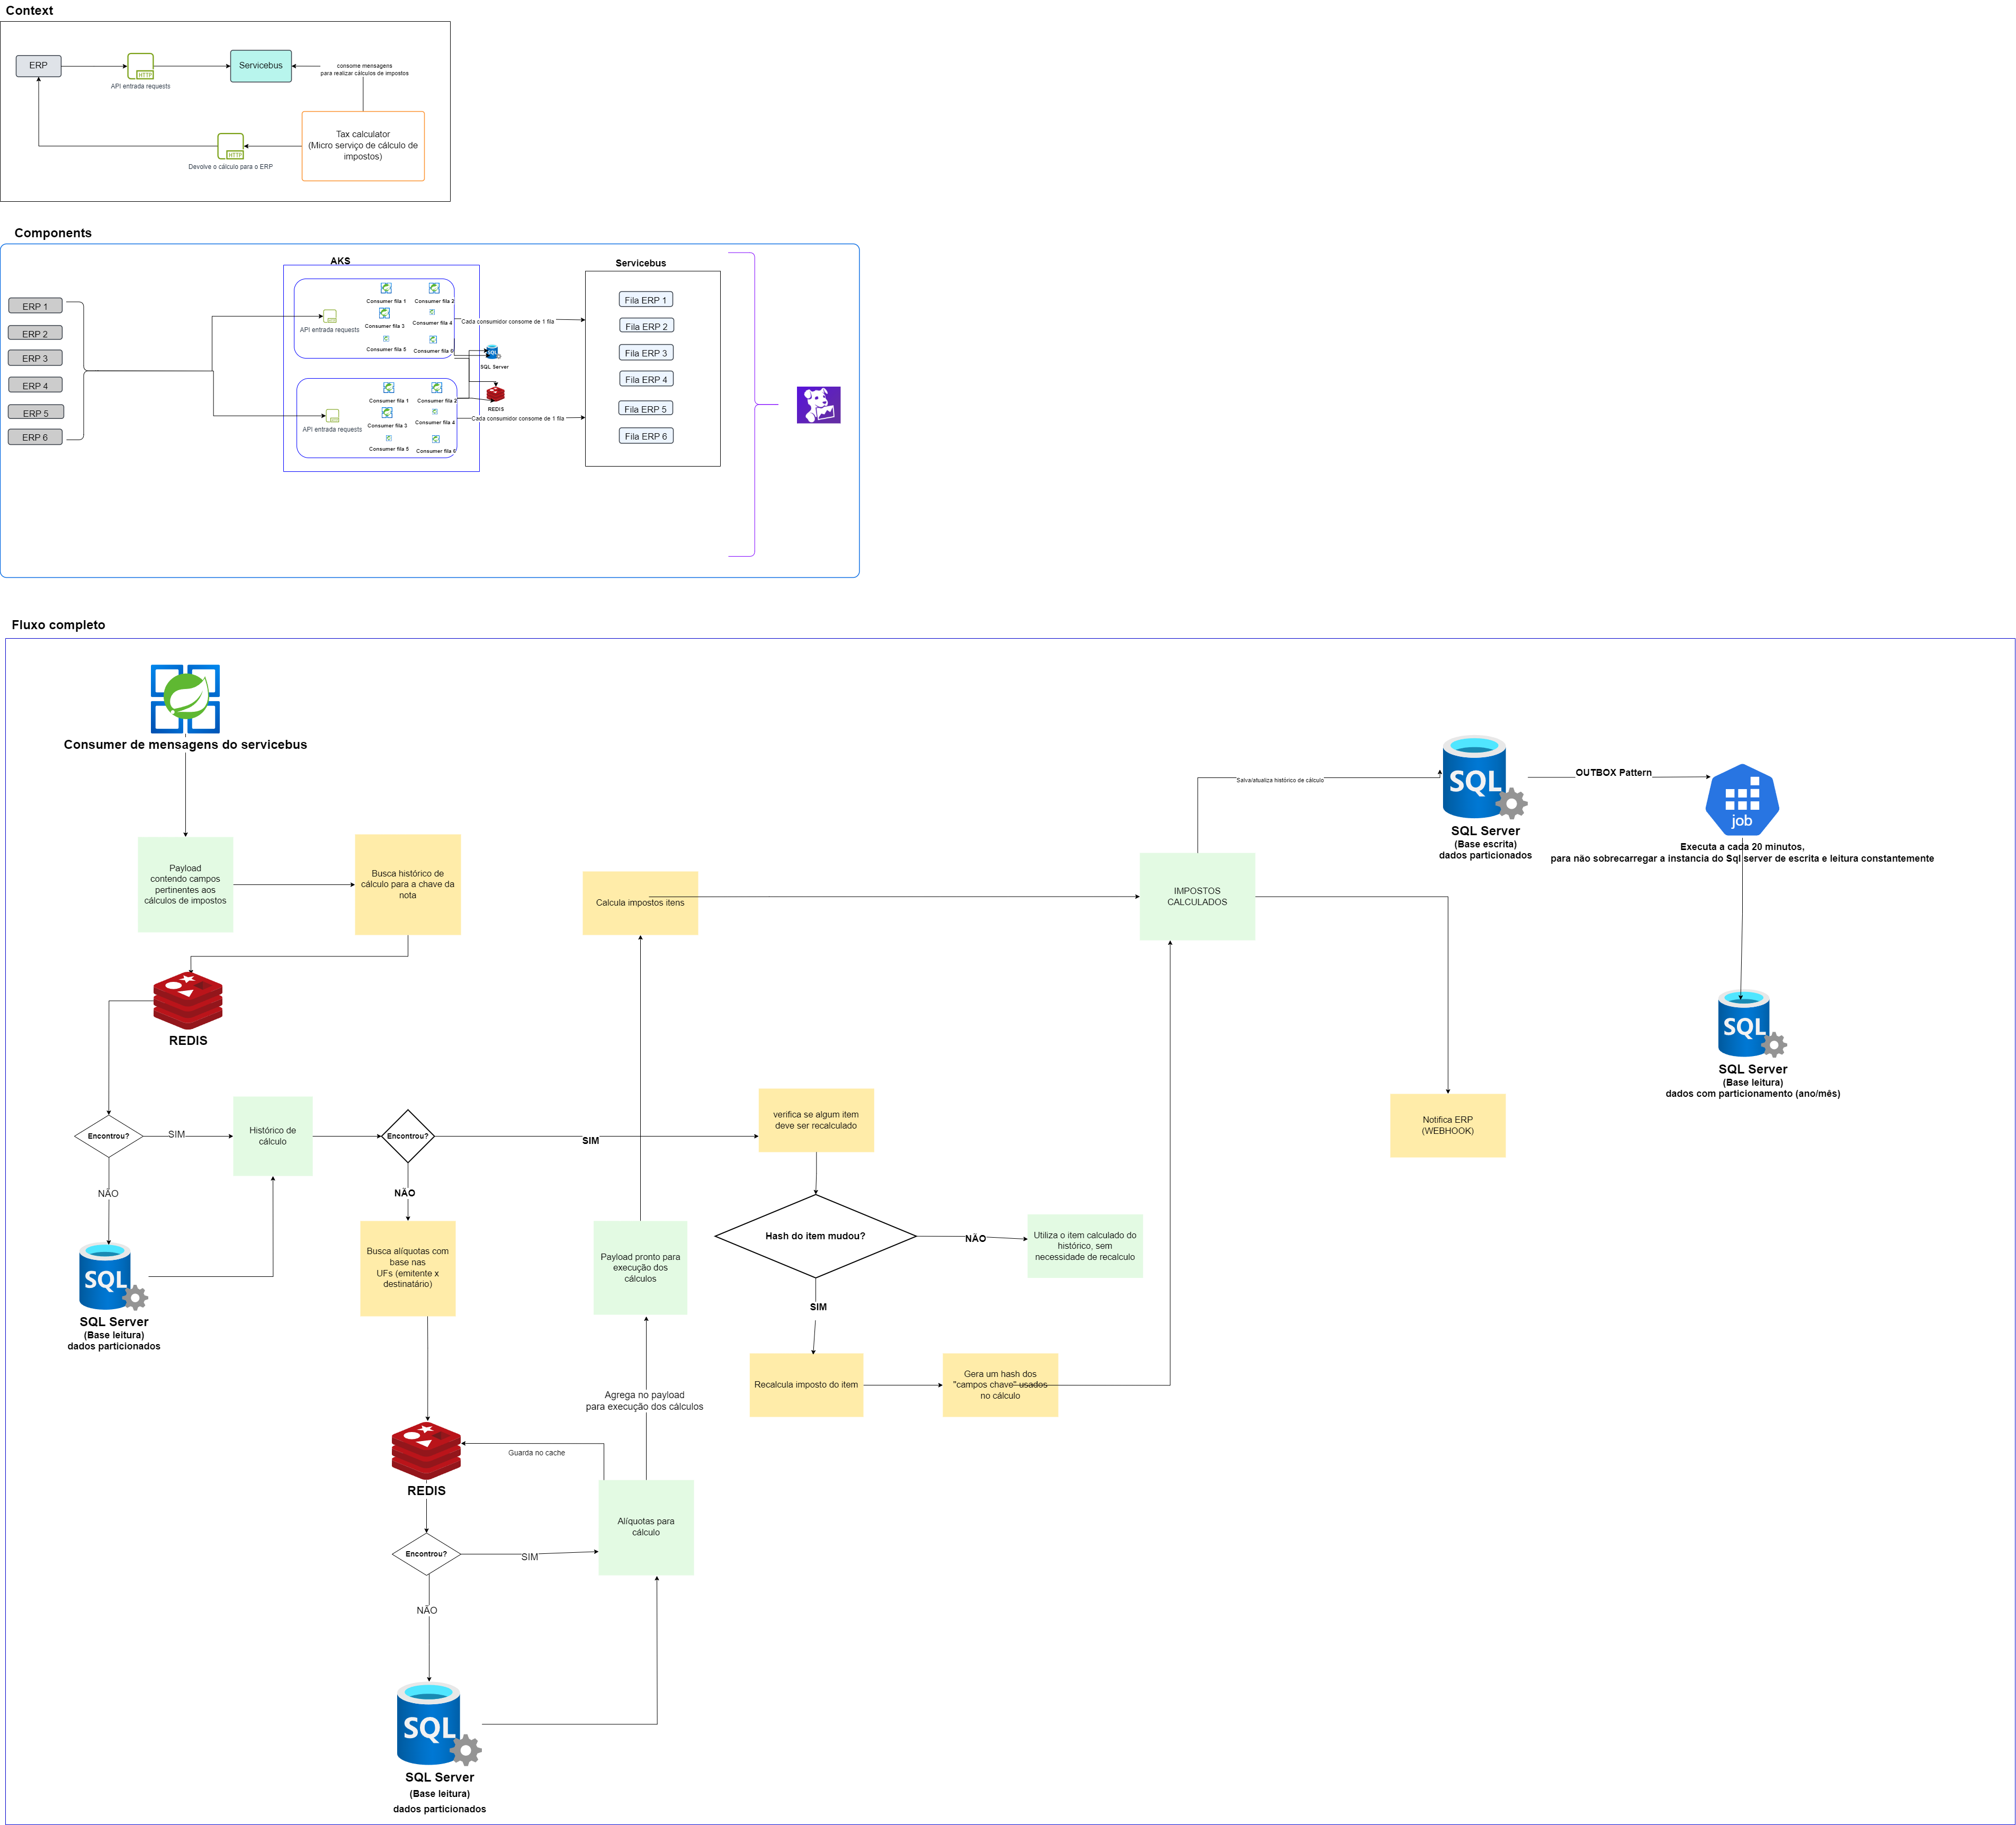 Context
ERP
HTTP
API entrada requests
Servicebus
consome mensagens
para realizar cálculos de impostos
Tax calculator
(Micro serviço de cálculo de
impostos)
HTTP
Devolve o cálculo para o ERP
Components
ERP 1
ERP 2
ERP 3
ERP 4
ERP 5
ERP 6
AKS
API entrada requests
Consumer fila 1
Consumer fila 2
Consumer fila 3
Consumer fila 4
Consumer fila 5
Consumer fila 6
Cada consumidor consome de 1 fila
SQL
SQL Server
REDIS
API entrada requests
Consumer fila 1
Consumer fila 2
Consumer fila 3
Consumer fila 4
Consumer fila 5
Consumer fila 6
Cada consumidor consome de 1 fila
Servicebus
Fila ERP 1
Fila ERP 2
Fila ERP 3
Fila ERP 4
Fila ERP 5
Fila ERP 6
Fluxo completo
Consumer de mensagens do servicebus
Payload
contendo campos
pertinentes aos
cálculos de impostos
Busca histórico de
cálculo para a chave da
nota
REDIS
Encontrou?
SIM
NÃO
SQL
SQL Server
(Base leitura)
dados particionados
Histórico de
cálculo
Encontrou?
SIM
NÃO
Busca alíquotas com
base nas
UFs (emitente x
destinatário)
REDIS
Guarda no cache
Encontrou?
SIM
NÃO
SQL
SQL Server
(Base leitura)
dados particionados
Alíquotas para
cálculo
Agrega no payload
para execução dos cálculos
Payload pronto para
execução dos
cálculos
Calcula impostos itens
verifica se algum item
deve ser recalculado
Hash do item mudou?
NÃO
Utiliza o item calculado do
histórico, sem
necessidade de recalculo
SIM
Recalcula imposto do item
Gera um hash dos
"campos chave" usados
no cálculo
IMPOSTOS
CALCULADOS
Salva/atualiza histórico de cálculo
SQL
SQL Server
(Base escrita)
dados particionados
OUTBOX Pattern
job
Executa a cada 20 minutos,
para não sobrecarregar a instancia do Sql server de escrita e leitura constantemente
SQL
SQL Server
(Base leitura)
dados com particionamento (ano/mês)
Notifica ERP
(WEBHOOK)